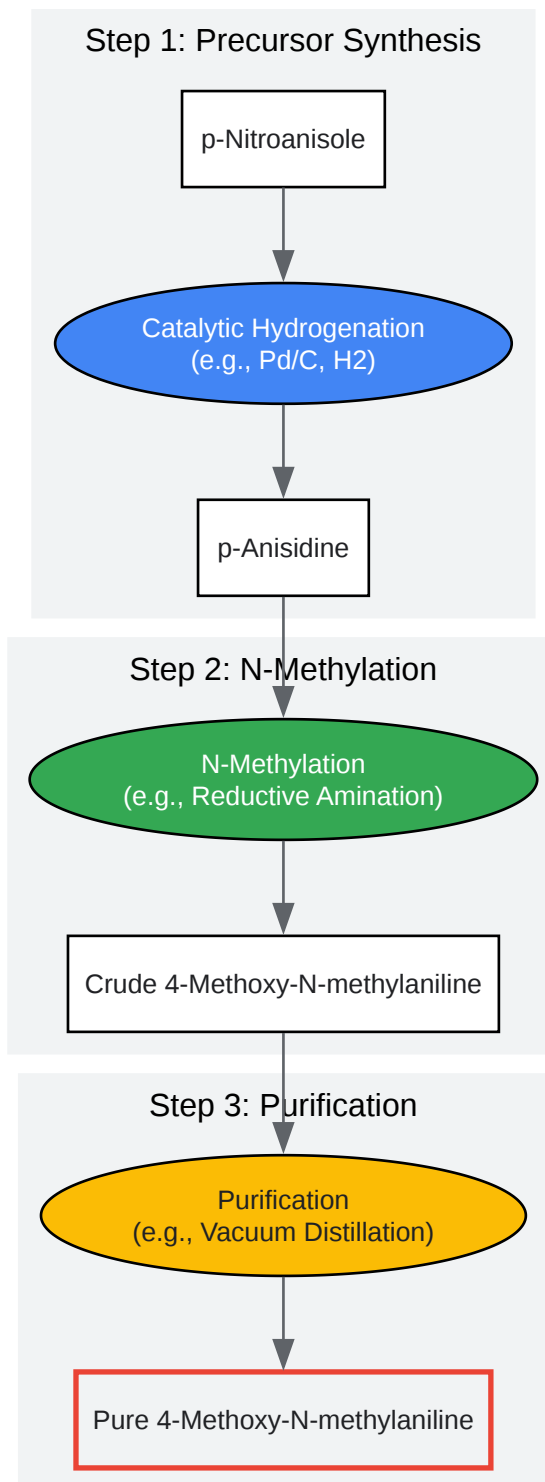 Step 1: Precursor Synthesis
p-Nitroanisole
Catalytic Hydrogenation
(e.g., Pd/C, H2)
p-Anisidine
Step 2: N-Methylation
N-Methylation
(e.g., Reductive Amination)
Crude 4-Methoxy-N-methylaniline
Step 3: Purification
Purification
(e.g., Vacuum Distillation)
Pure 4-Methoxy-N-methylaniline